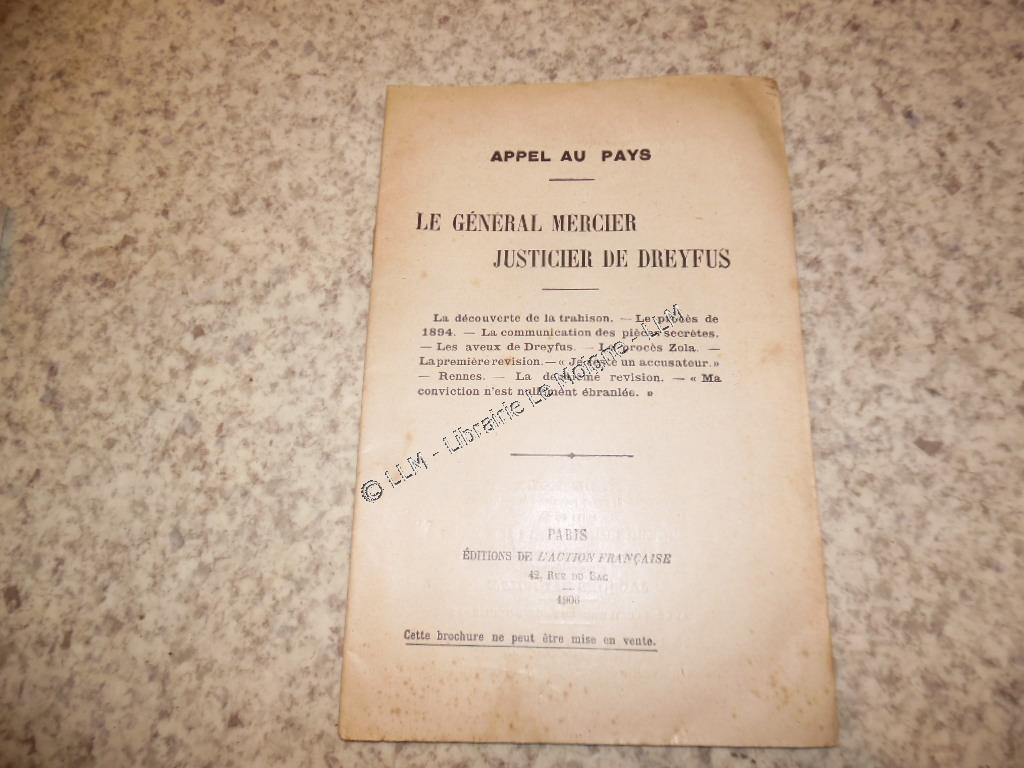 APPEL AU PAYS
LE GÉNÉRAL MERCIER
JUSTICIER DE DREYFUS
La découverte de la trahison. — Le procès de
1894. — La communication des pièces secrètes.
— Les aveux de Dreyfus. — Le procès Zola. —
La première revision. — « Je reste un accusateur. »
— Rennes. — La deuxième revision. — « Ma
conviction n'est nullement ébranlée. »
© LLM - Librairie Le Moigne - LLM
PARIS
ÉDITIONS DE L'ACTION FRANÇAISE
42, RUE DU BAC
1906
Cette brochure ne peut être mise en vente.